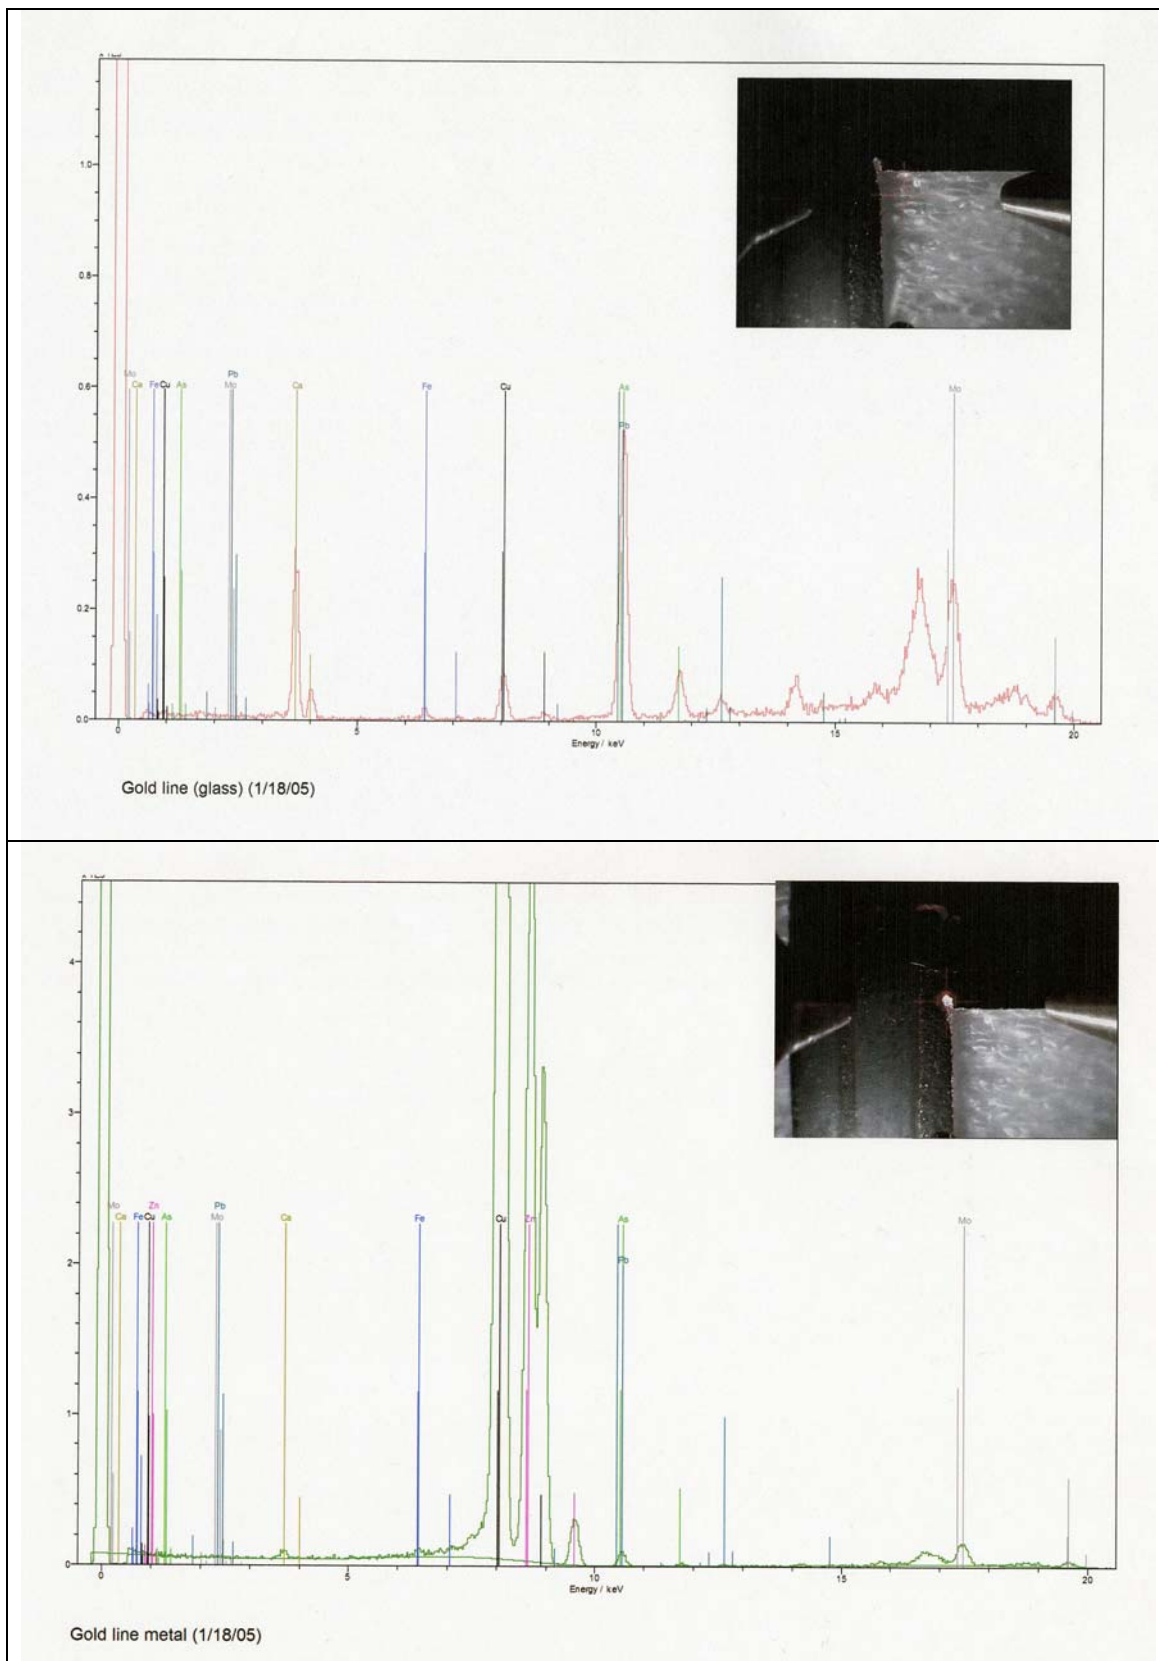 1.0
0.8
0.6
0.4
0.2
0.0
Mo
Ca
Fe
Cu
As
Pb
Mo
Ca
Fe
Cu
As
Pb
Mo
0
5
10
15
20
Energy / keV
Gold line (glass) (1/18/05)
4
3
2
1
0
Mo
Ca
Fe
Cu
Zn
As
Pb
Mo
Ca
Fe
Cu
Zn
As
Pb
Mo
0
5
10
15
20
Energy / keV
Gold line metal (1/18/05)